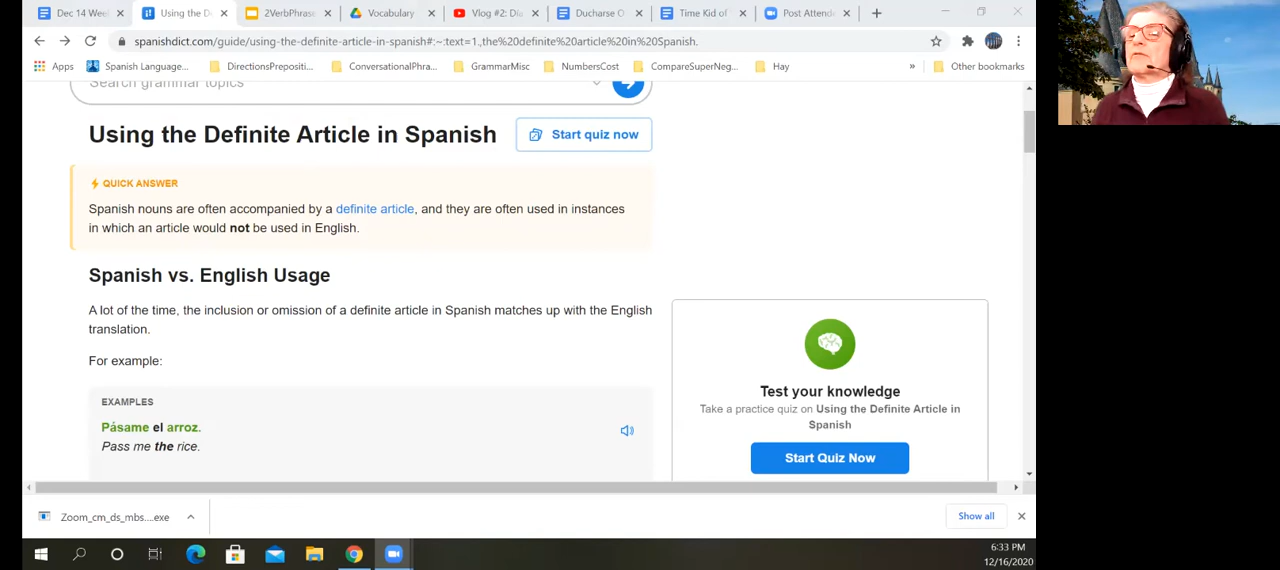 Dec 14 Week
Using the D
2VerbPhrase
Vocabulary
Vlog #2: Dia
Ducharse O
Time Kid of
Post Attend
spanishdict.com/guide/using-the-definite-article-in-spanish#:~:text=1.,the%20definite%20article%20in%20Spanish.
Apps
Spanish Language...
DirectionsPrepositi...
ConversationalPhra...
GrammarMisc
NumbersCost
CompareSuperNeg...
Hay
»
Other bookmarks
Search grammar topics
Using the Definite Article in Spanish
Start quiz now
QUICK ANSWER
Spanish nouns are often accompanied by a definite article, and they are often used in instances
in which an article would not be used in English.
Spanish vs. English Usage
A lot of the time, the inclusion or omission of a definite article in Spanish matches up with the English
translation.
For example:
EXAMPLES
Pásame el arroz.
Pass me the rice.
Test your knowledge
Take a practice quiz on Using the Definite Article in
Spanish
Start Quiz Now
Zoom_cm_ds_mbs....exe
Show all
6:33 PM
12/16/2020